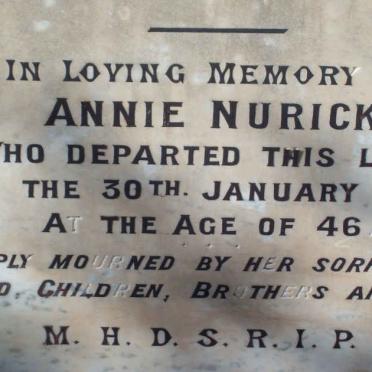 IN LOVING MEMORY
ANNIE NURICK
WHO DEPARTED THIS L
THE 30TH. JANUARY
AT THE AGE OF 46
PLY MOURNED BY HER SORR
D. CHILDREN, BROTHERS A
M. H. D. S. R. I. P.